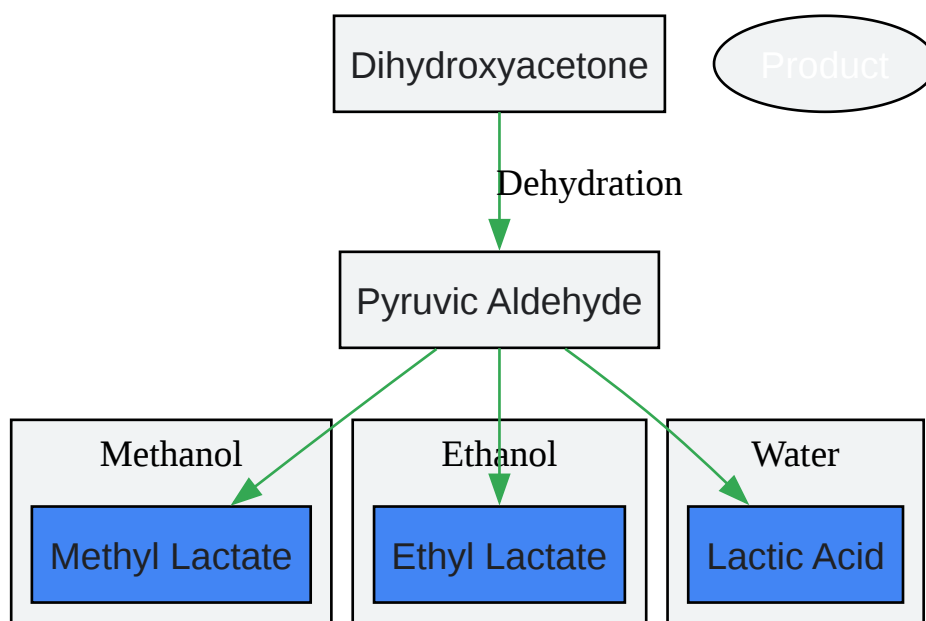 Dihydroxyacetone
Product
Dehydration
Pyruvic Aldehyde
Methanol
Ethanol
Water
Methyl Lactate
Ethyl Lactate
Lactic Acid